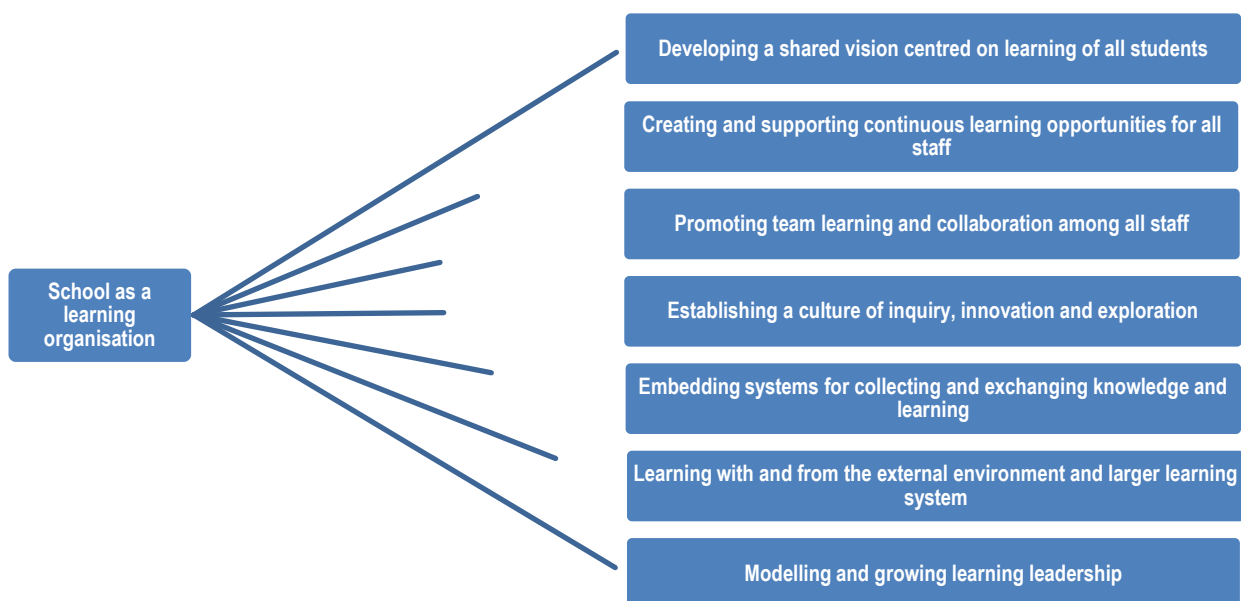 Developing a shared vision centred on learning of all students
Creating and supporting continuous learning opportunities for all
staff
Promoting team learning and collaboration among all staff
School as a
learning
organisation
Establishing a culture of inquiry, innovation and exploration
Embedding systems for collecting and exchanging knowledge and
learning
Learning with and from the external environment and larger learning
system
Modelling and growing learning leadership